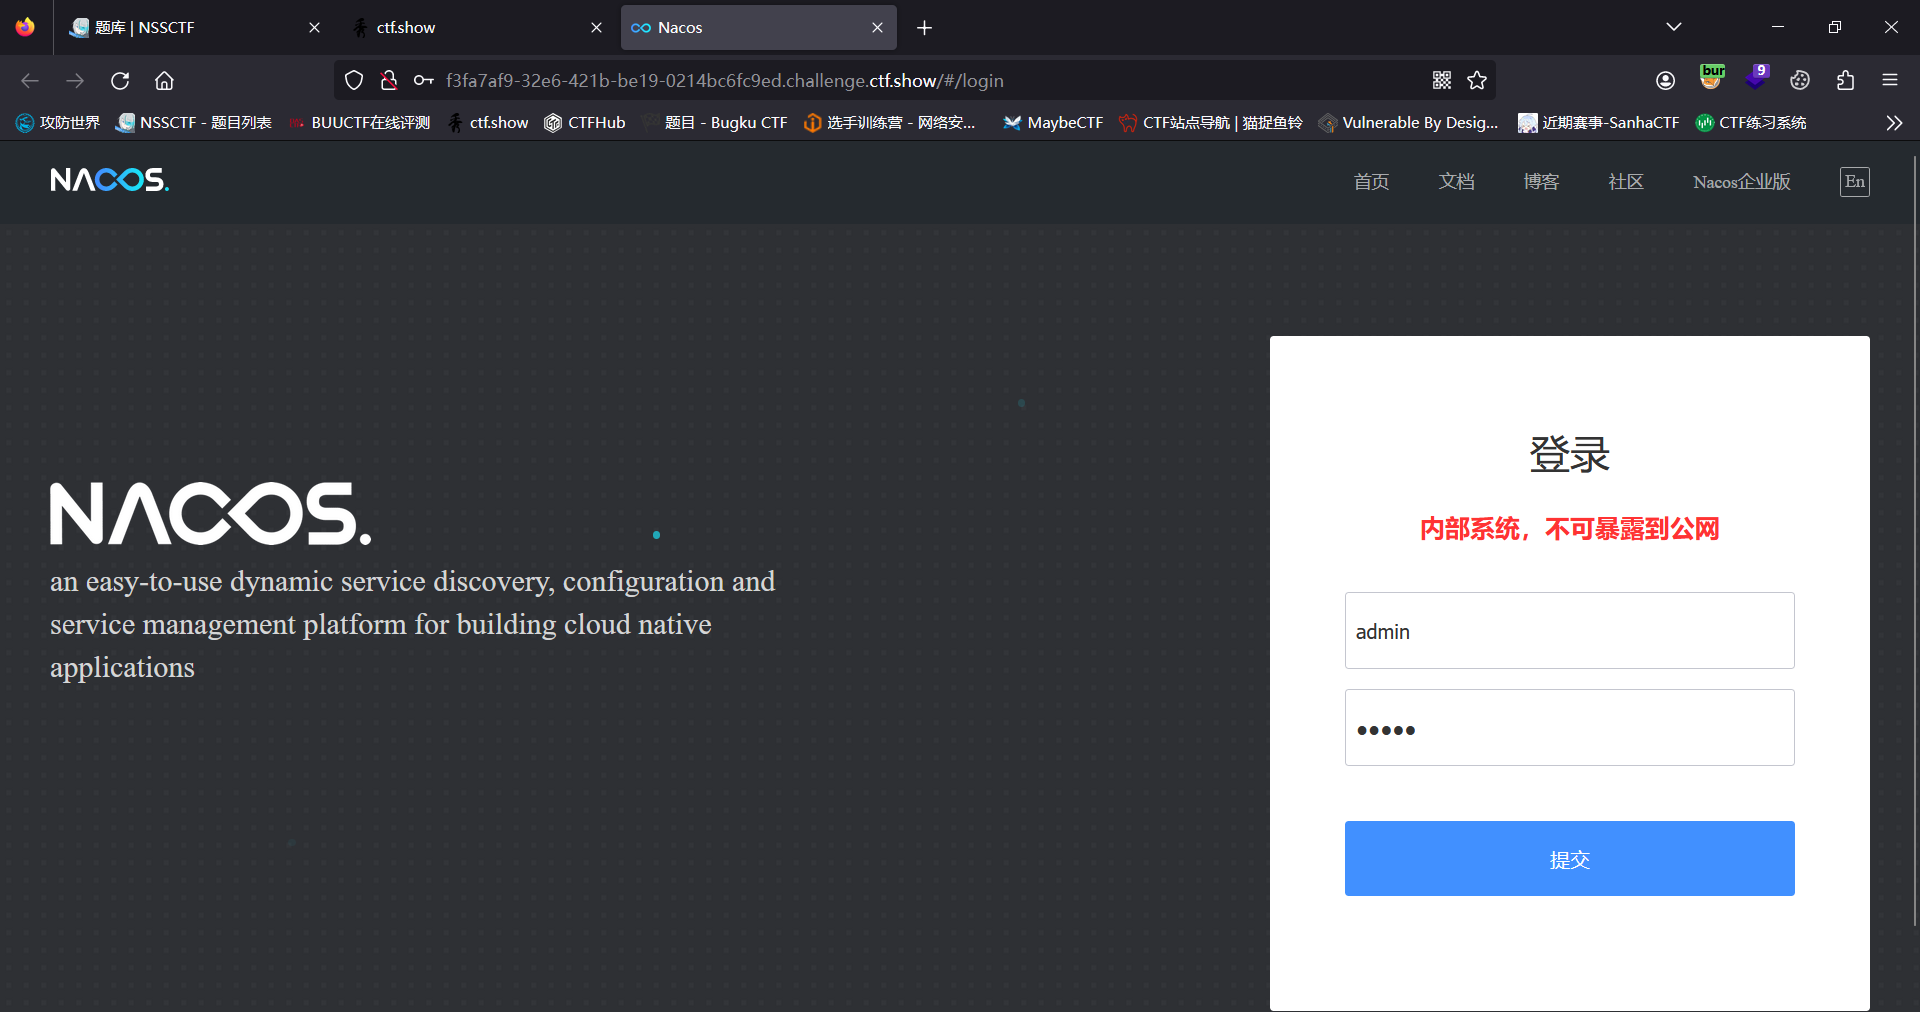 题库 | NSSCTF
ctf.show
Nacos
f3fa7af9-32e6-421b-be19-0214bc6fc9ed.challenge.ctf.show/#/login
bur
9
攻防世界
NSSCTF - 题目列表
BUUCTF在线评测
ctf.show
CTFHub
题目 - Bugku CTF
选手训练营 - 网络安...
MaybeCTF
CTF站点导航 | 猫捉鱼铃
Vulnerable By Desig...
近期赛事-SanhaCTF
CTF练习系统
NACOS.
首页
文档
博客
社区
Nacos企业版
En
NACOS.
an easy-to-use dynamic service discovery, configuration and
service management platform for building cloud native
applications
登录
内部系统，不可暴露到公网
admin
•••••
提交